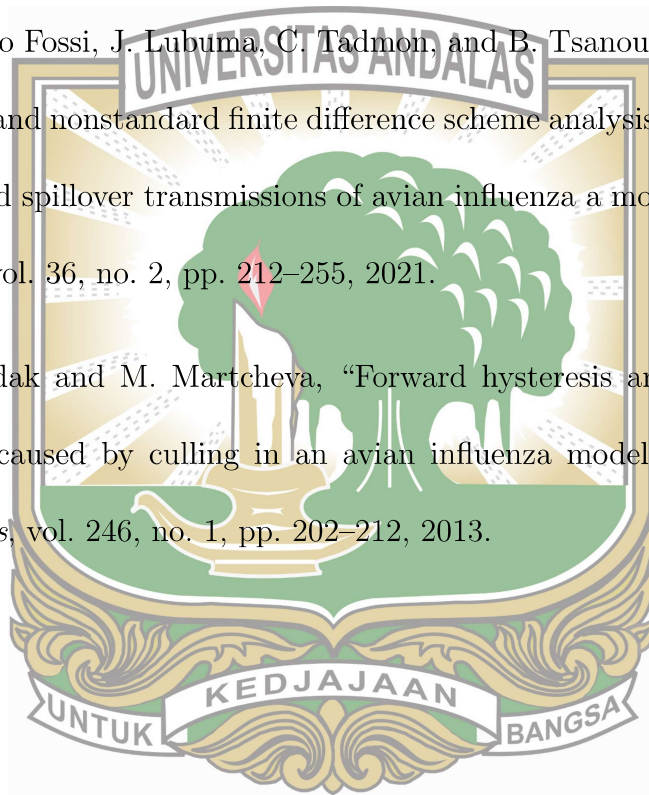 o Fossi, J. Lubuma, C. Tadmon, and B. Tsanou
UNIVERSITAS ANDALAS
and nonstandard finite difference scheme analysis
d spillover transmissions of avian influenza a mo
vol. 36, no. 2, pp. 212–255, 2021.
dak and M. Martcheva, “Forward hysteresis an
caused by culling in an avian influenza model
s, vol. 246, no. 1, pp. 202–212, 2013.
KEDJAJAAN
UNTUK
BANGSA